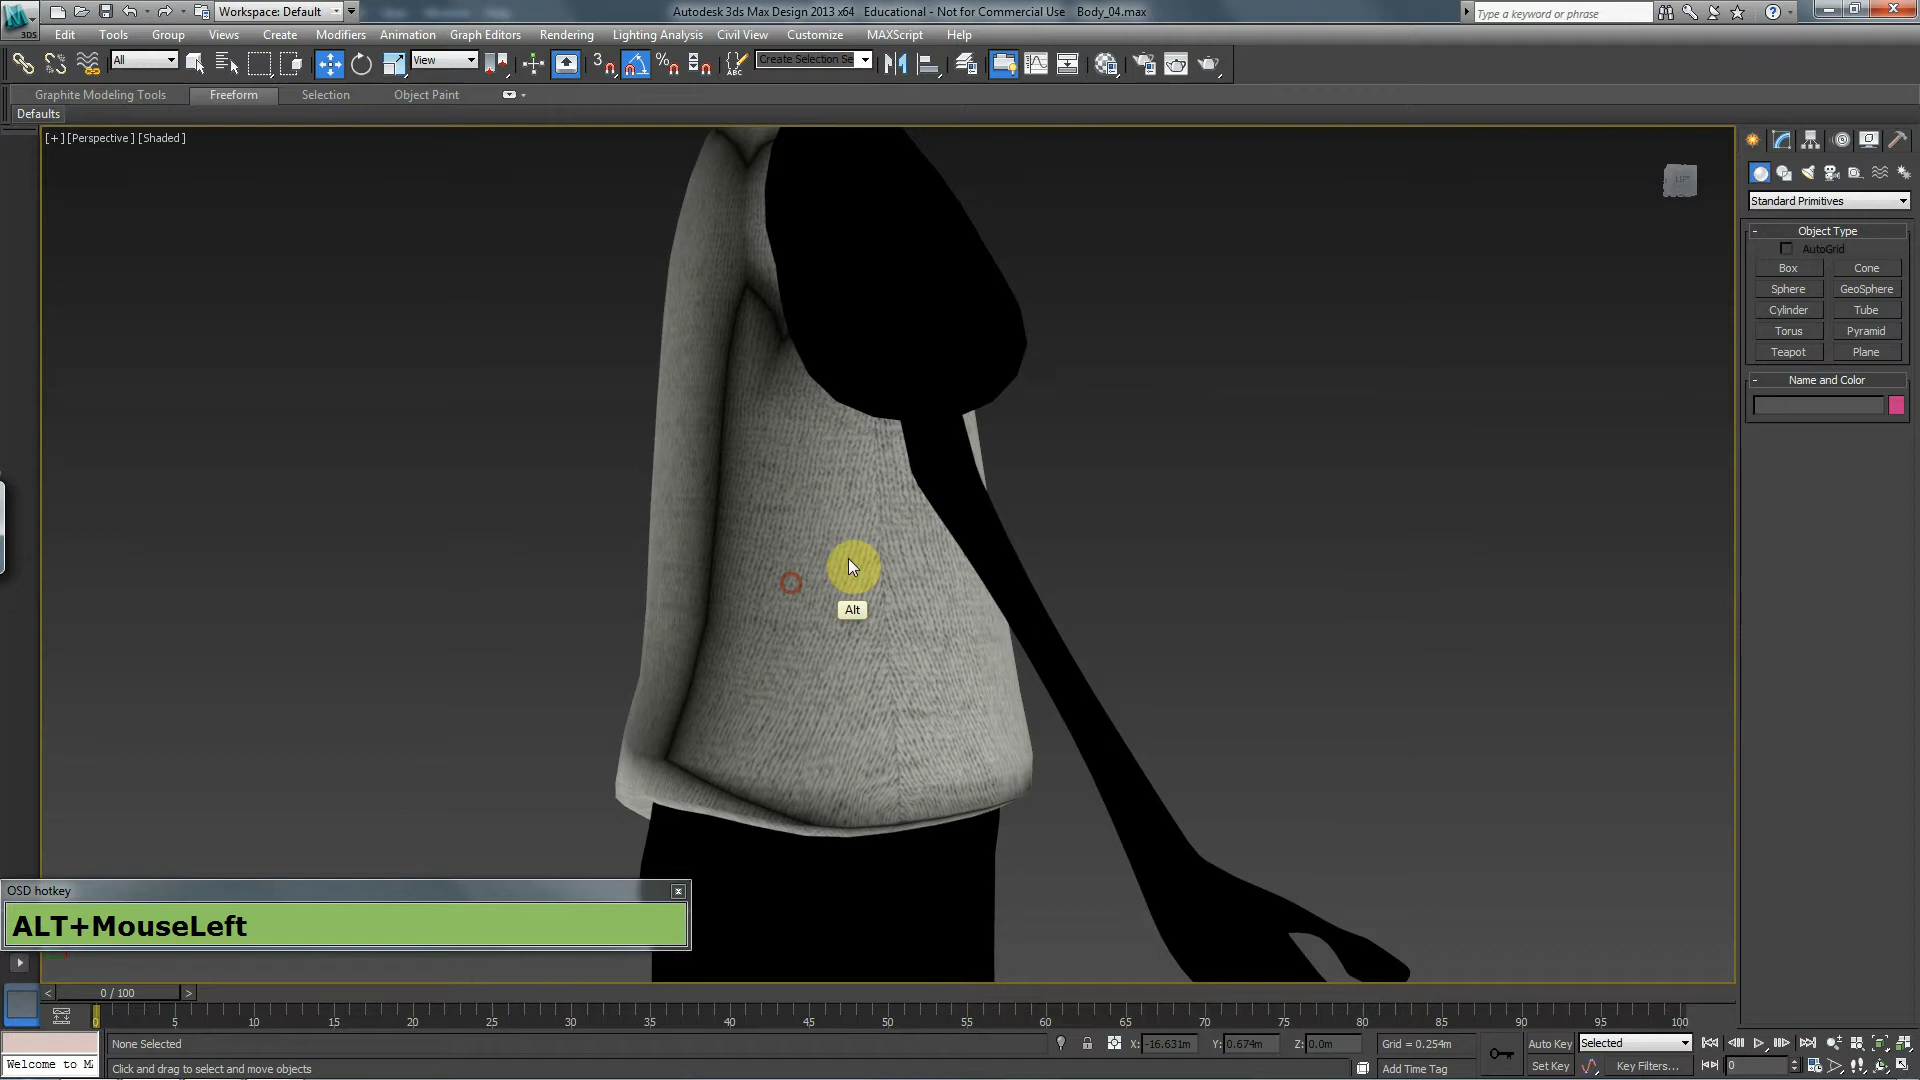 Workspace: Default
Autodesk 3ds Max Design 2013 x64 Educational - Not for Commercial Use Body_04.max
Type a keyword or phrase
3DS
Edit Tools Group Views Create Modifiers Animation Graph Editors Rendering Lighting Analysis Civil View Customize MAXScript Help
All
View
3
%
ABC
Create Selection Se
Graphite Modeling Tools Freeform Selection Object Paint
Defaults
[+] [Perspective] [Shaded]
LEFT
Standard Primitives
- Object Type
AutoGrid
Box Cone
Sphere GeoSphere
Cylinder Tube
Torus Pyramid
Teapot Plane
- Name and Color
Alt
OSD hotkey x
ALT+MouseLeft
< 0 / 100 >
0 5 10 15 20 25 30 35 40 45 50 55 60 65 70 75 80 85 90 95 100
None Selected
X: -16.631m Y: 0.674m Z: 0.0m Grid = 0.254m
Auto Key Selected
Welcome to M
Click and drag to select and move objects
Add Time Tag
Set Key Key Filters... 0